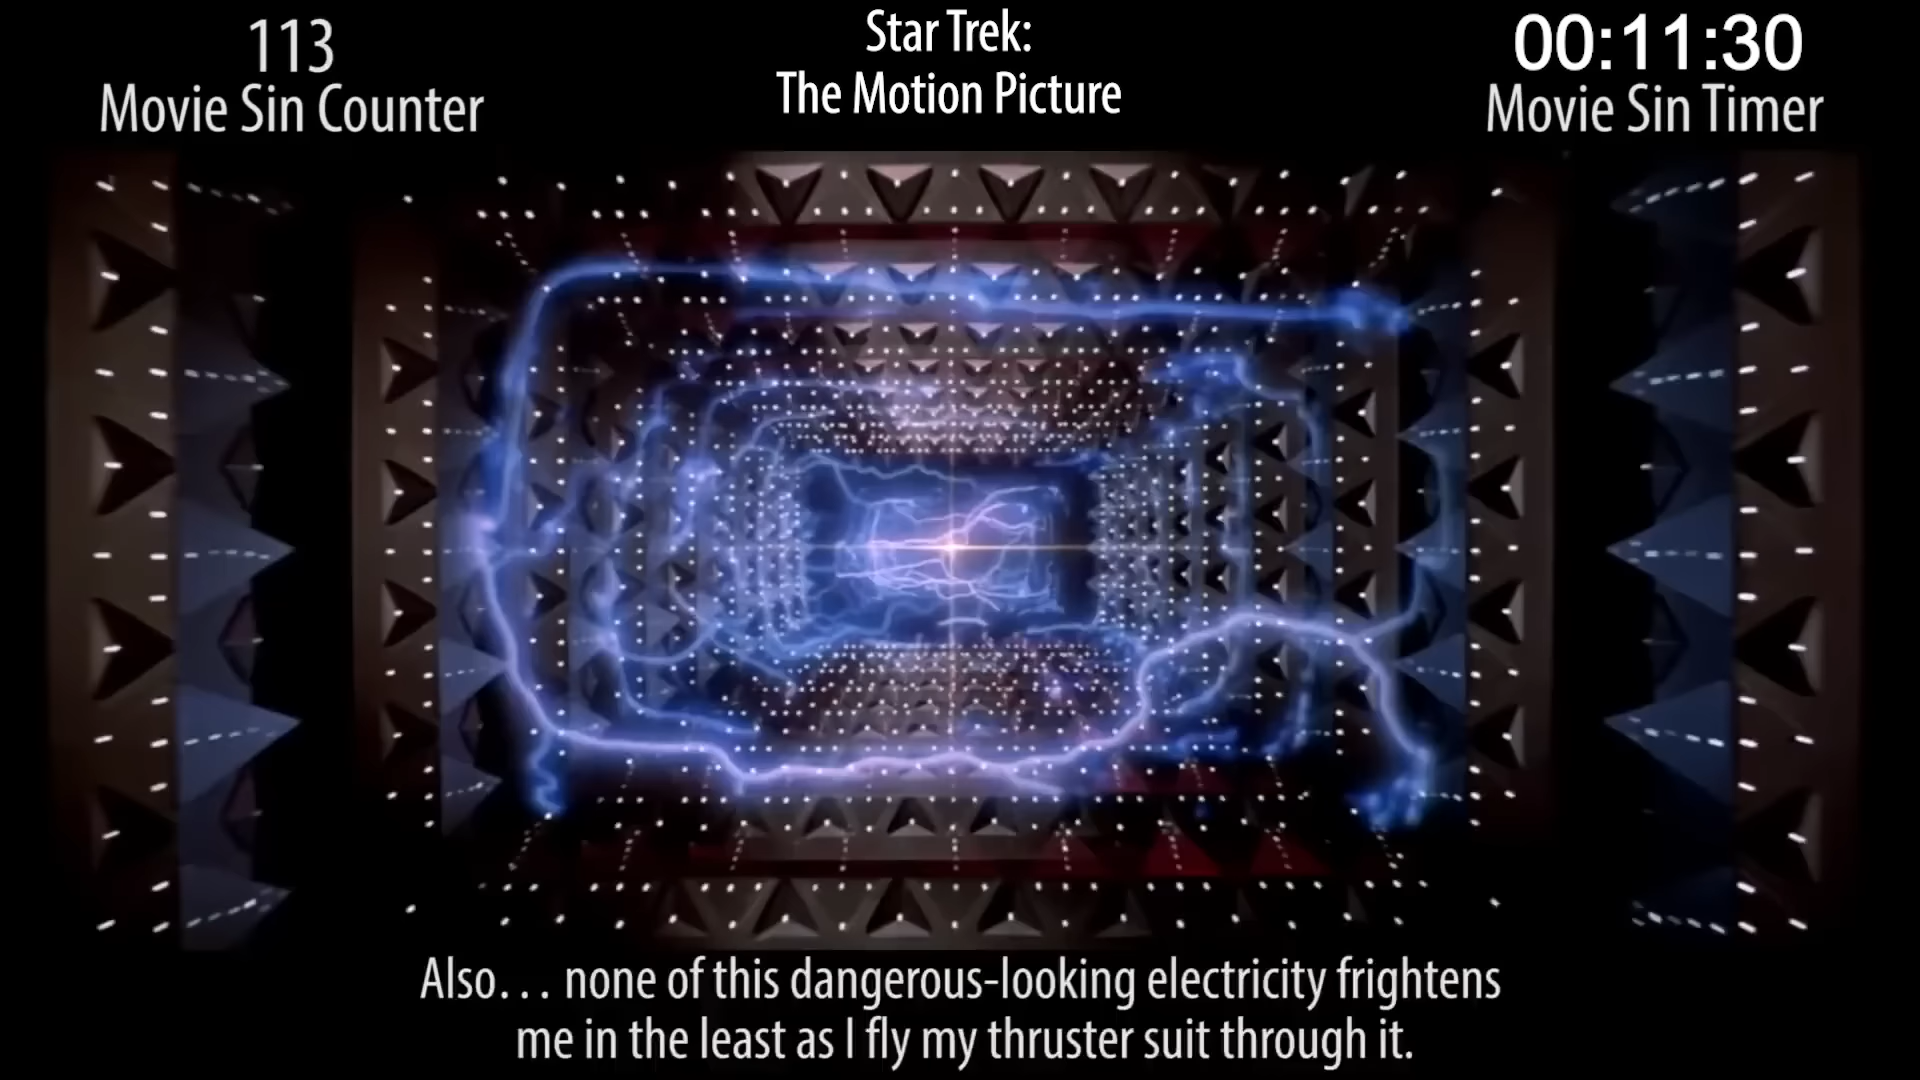 113
Movie Sin Counter
Star Trek:
The Motion Picture
00:11:30
Movie Sin Timer
Also… none of this dangerous-looking electricity frightens
me in the least as I fly my thruster suit through it.